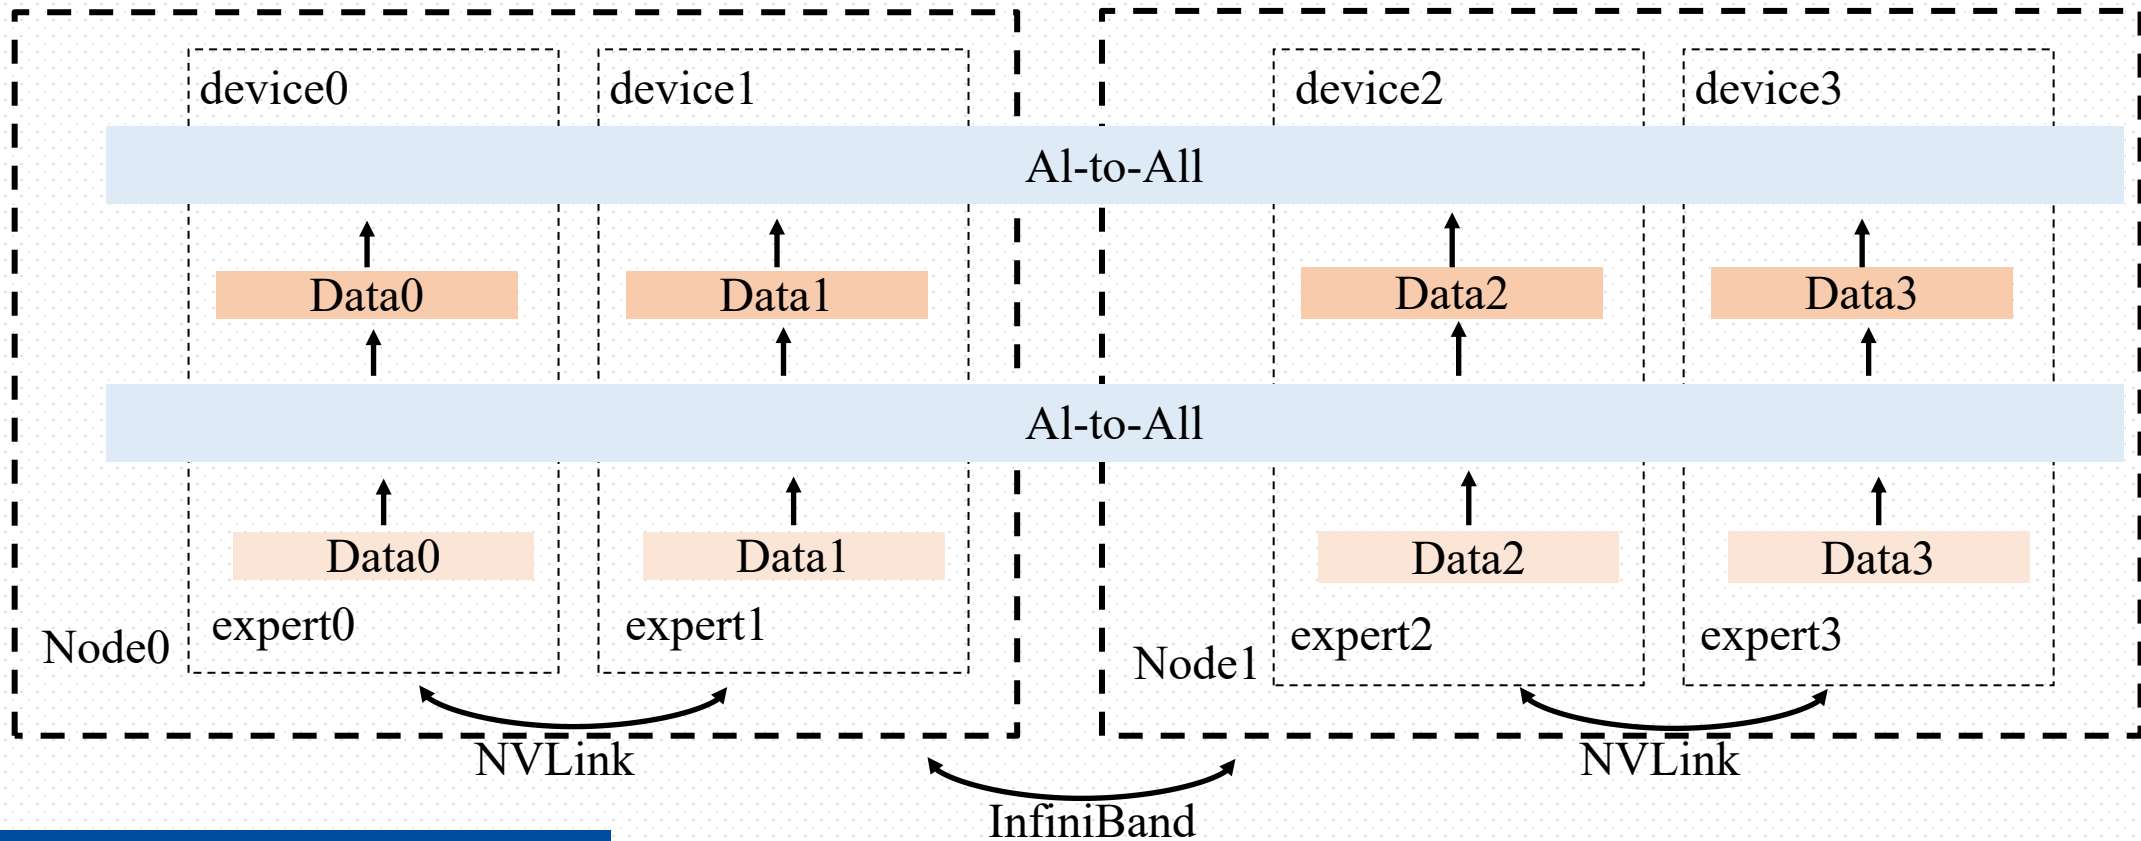 device0 device1 device2 device3
Al-to-All
Data0 Data1 Data2 Data3
Al-to-All
Data0 Data1 Data2 Data3
expert0 expert1 expert2 expert3
Node0 Node1
NVLink NVLink
InfiniBand